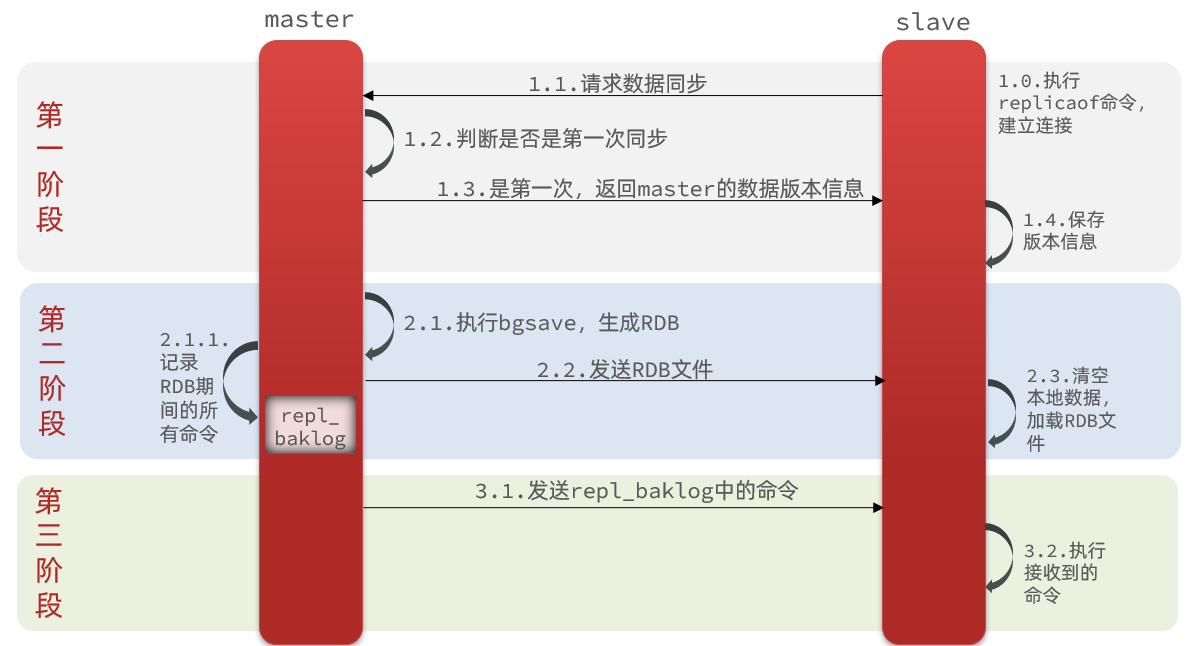 master
slave
第
一
阶
段
1.0.执行
replicaof命令，
建立连接
1.1.请求数据同步
1.2.判断是否是第一次同步
1.3.是第一次，返回master的数据版本信息
1.4.保存
版本信息
第
二
阶
段
2.1.执行bgsave，生成RDB
2.1.1.
记录
RDB期
间的所
有命令
repl_
baklog
2.2.发送RDB文件
2.3.清空
本地数据，
加载RDB文
件
第
三
阶
段
3.1.发送repl_baklog中的命令
3.2.执行
接收到的
命令